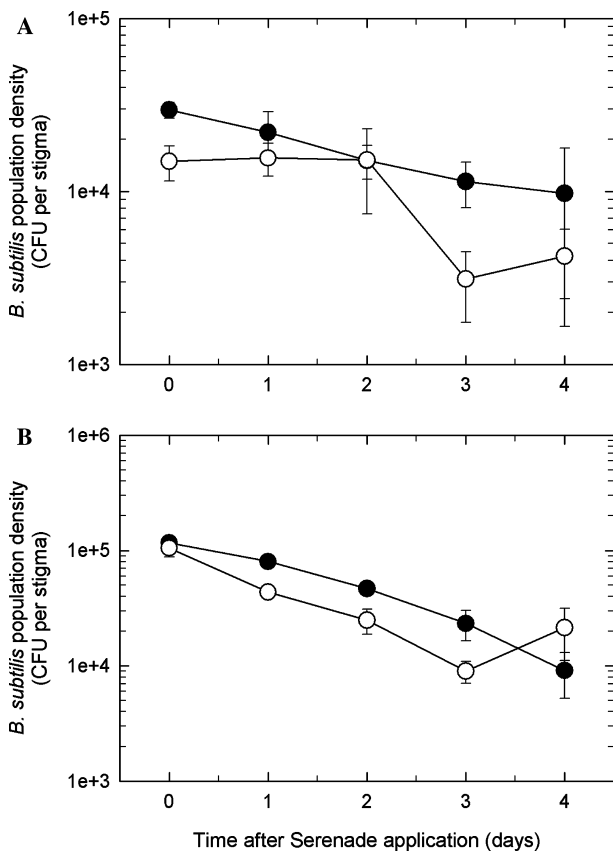 A
1e+5
1e+4
1e+3
B. subtilis population density
(CFU per stigma)
0 1 2 3 4
B
1e+6
1e+5
1e+4
1e+3
B. subtilis population density
(CFU per stigma)
0 1 2 3 4
Time after Serenade application (days)